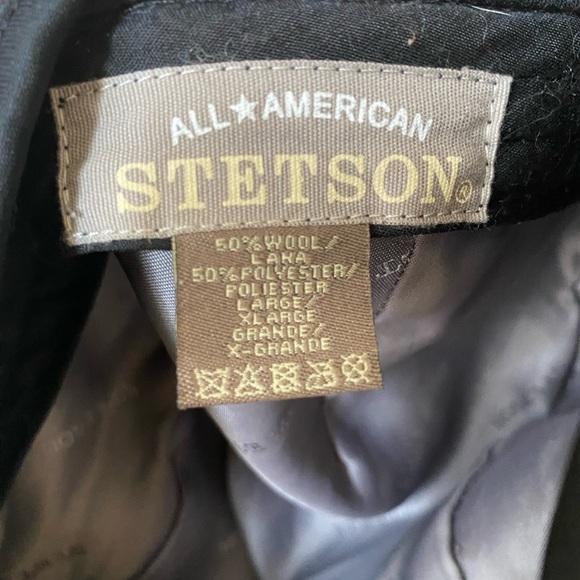 ALL★AMERICAN
STETSON®
50%WOOL/
LANA
50%POLYESTER/
POLIESTER
LARGE/
XLARGE
GRANDE/
X-GRANDE